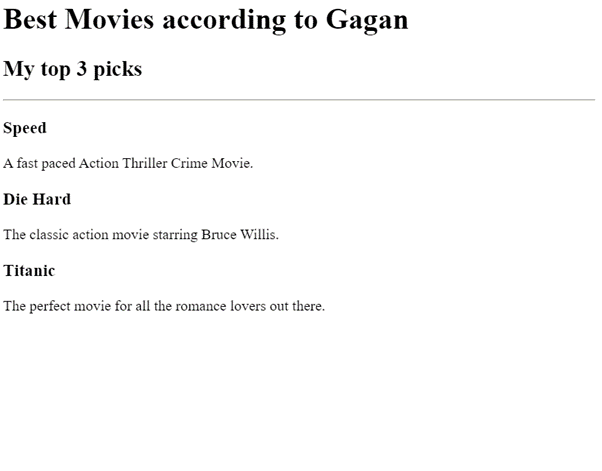 Best Movies according to Gagan
My top 3 picks
Speed
A fast paced Action Thriller Crime Movie.
Die Hard
The classic action movie starring Bruce Willis.
Titanic
The perfect movie for all the romance lovers out there.